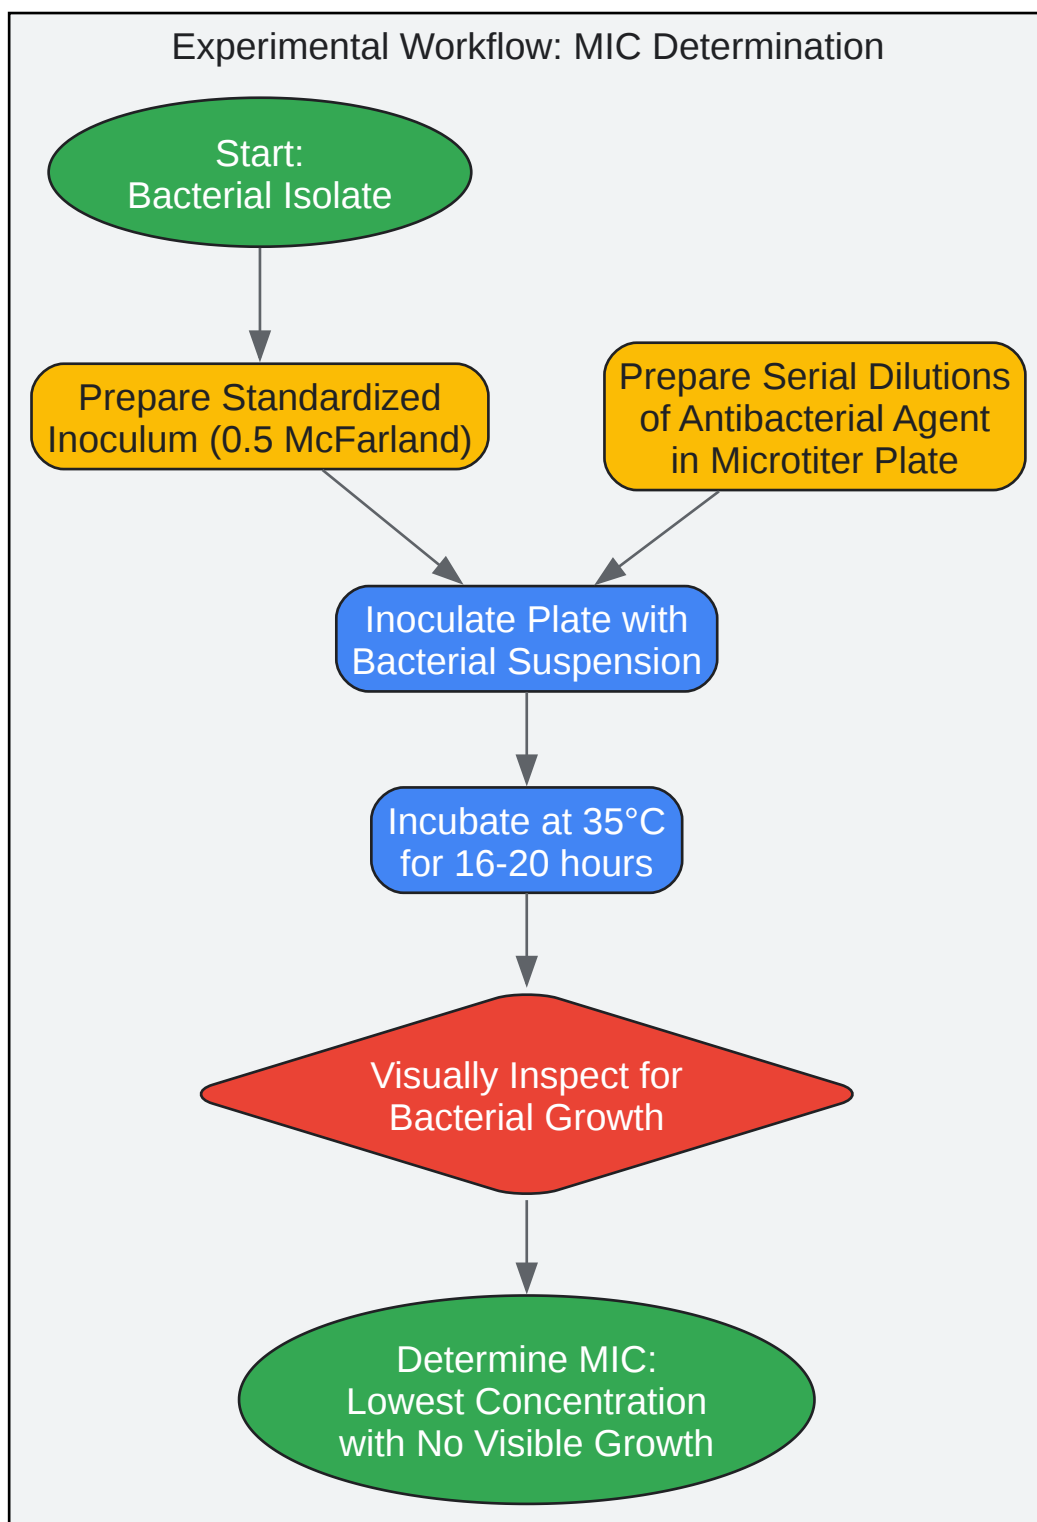 Experimental Workflow: MIC Determination
Start:
Bacterial Isolate
Prepare Standardized
Inoculum (0.5 McFarland)
Prepare Serial Dilutions
of Antibacterial Agent
in Microtiter Plate
Inoculate Plate with
Bacterial Suspension
Incubate at 35°C
for 16-20 hours
Visually Inspect for
Bacterial Growth
Determine MIC:
Lowest Concentration
with No Visible Growth